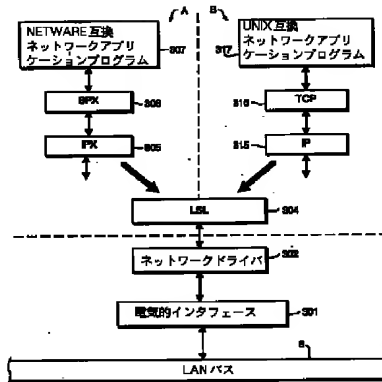 A
B
NETWARE互換
ネットワークアプリ
ケーションプログラム
307
UNIX互換
ネットワークアプ
リケーションプログラム
317
SPX
306
TCP
316
IPX
305
IP
315
LSL
304
ネットワークドライバ
302
電気的インタフェース
301
LANバス